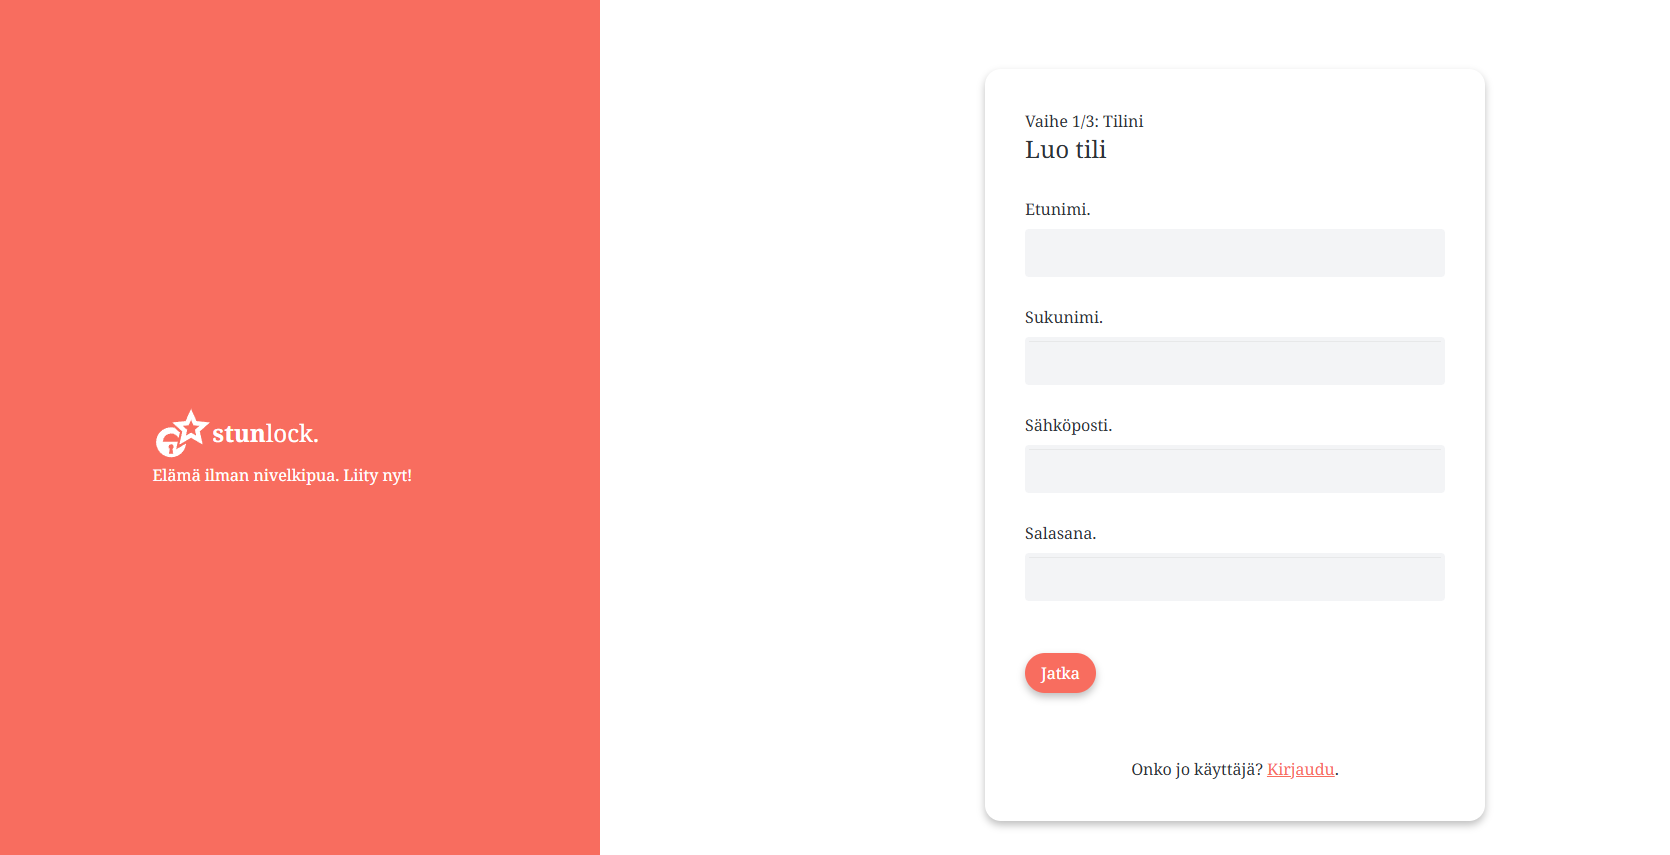 stunlock.
Elämä ilman nivelkipua. Liity nyt!
Vaihe 1/3: Tilini
Luo tili
Etunimi.
Sukunimi.
Sähköposti.
Salasana.
Jatka
Onko jo käyttäjä? Kirjaudu.